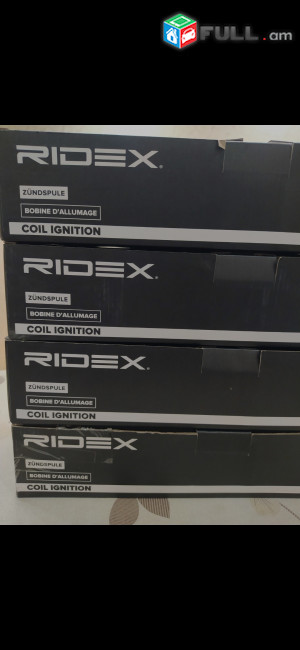 FULL.am
RIDEX
ZÜNDSPULE
BOBINE D'ALLUMAGE
COIL IGNITION
RIDEX
ZÜNDSPULE
BOBINE D'ALLUMAGE
COIL IGNITION
RIDEX
ZÜNDSPULE
BOBINE D'ALLUMAGE
COIL IGNITION
RIDEX
ZÜNDSPULE
BOBINE D'ALLUMAGE
COIL IGNITION